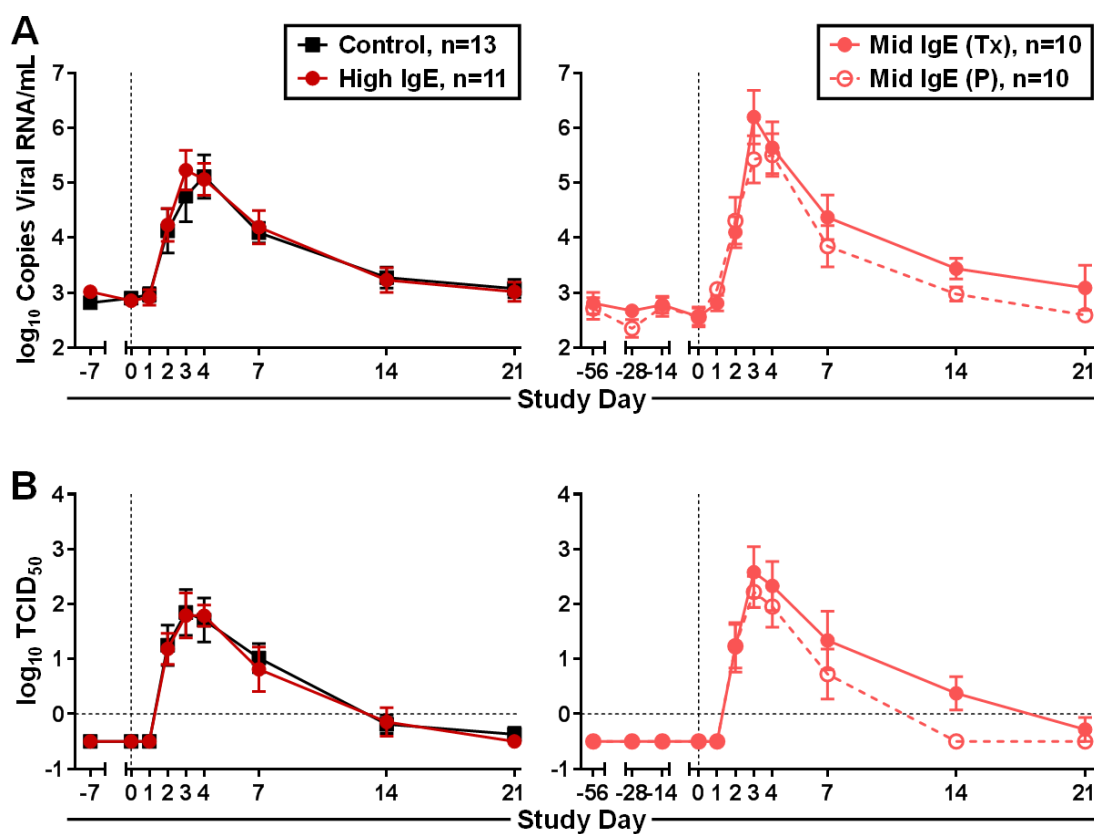 A
Control, n=13
High IgE, n=11
Mid IgE (Tx), n=10
Mid IgE (P), n=10
log₁₀ Copies Viral RNA/mL
7
6
5
4
3
2
-7 0 1 2 3 4 7 14 21
7
6
5
4
3
2
-56 -28 -14 0 1 2 3 4 7 14 21
Study Day
B
log₁₀ TCID₅₀
4
3
2
1
0
-1
-7 0 1 2 3 4 7 14 21
4
3
2
1
0
-1
-56 -28 -14 0 1 2 3 4 7 14 21
Study Day